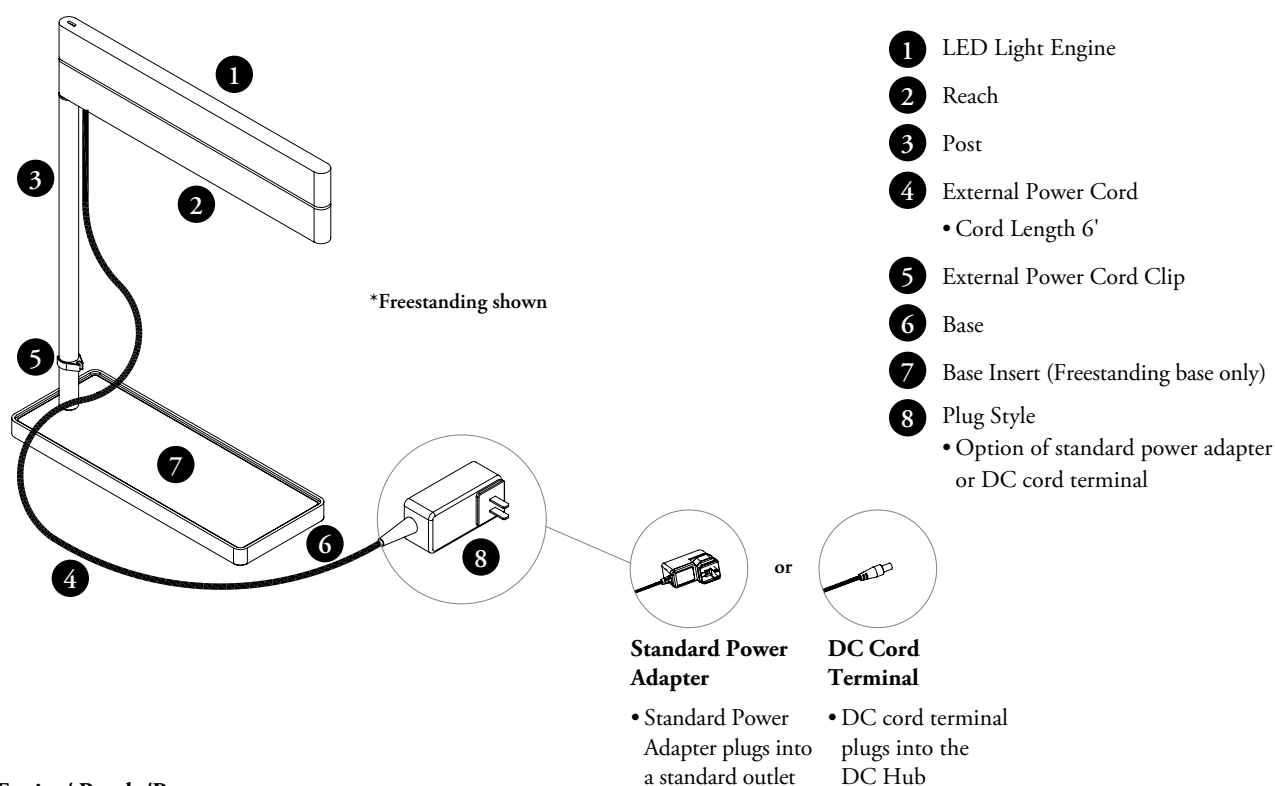 1 LED Light Engine
2 Reach
3 Post
4 External Power Cord
• Cord Length 6'
5 External Power Cord Clip
6 Base
7 Base Insert (Freestanding base only)
8 Plug Style
• Option of standard power adapter
or DC cord terminal
1
2
3
*Freestanding shown
5
7
6
8
4
or
Standard Power
Adapter
• Standard Power
Adapter plugs into
a standard outlet
DC Cord
Terminal
• DC cord terminal
plugs into the
DC Hub